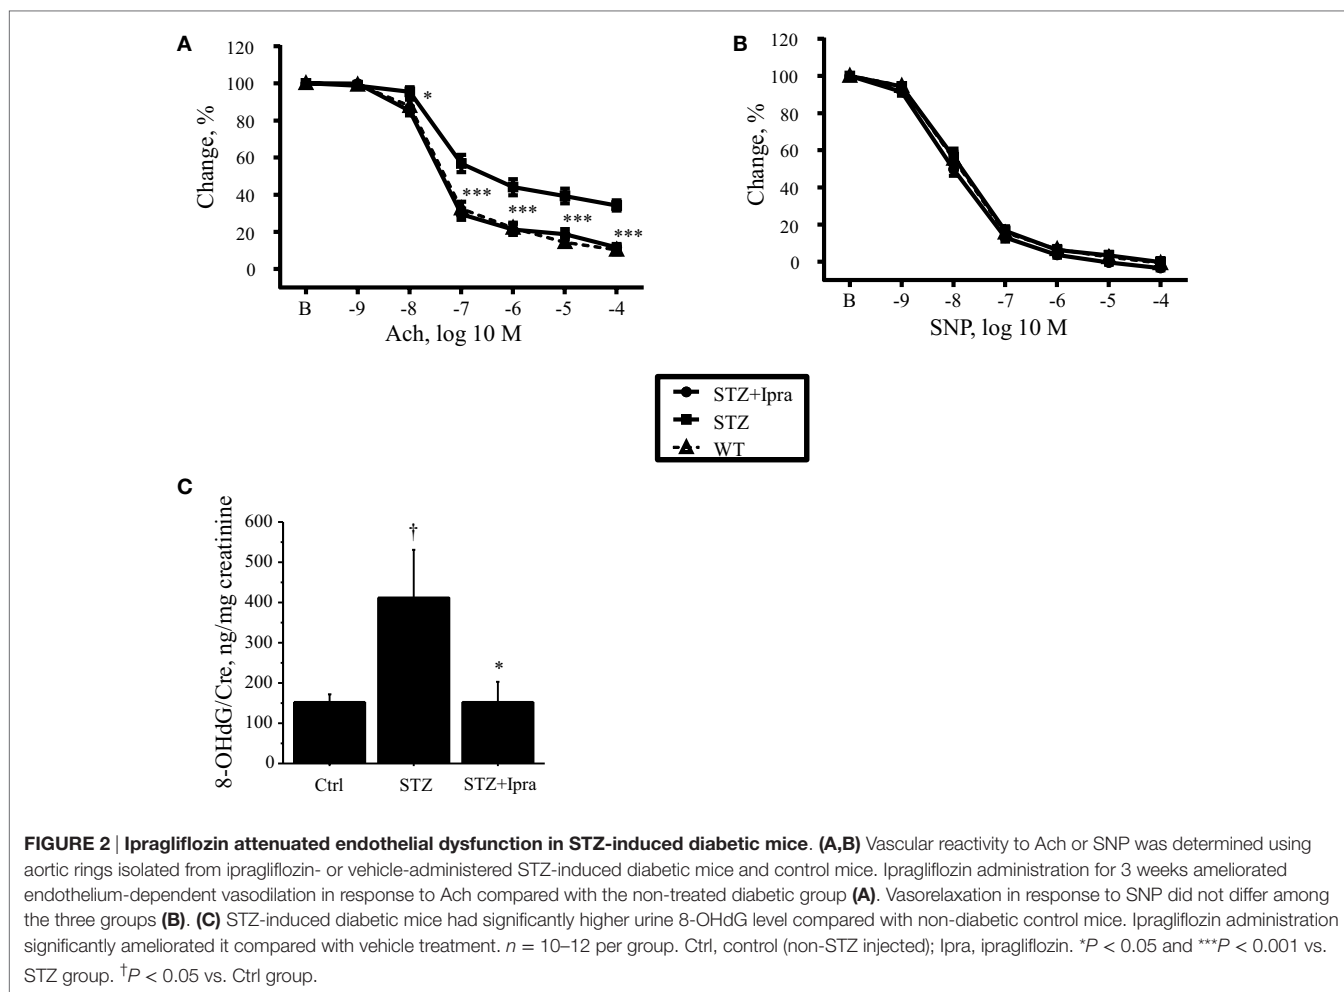 A
120
100
80
60
40
20
0
Change, %
*
***
***
***
***
B -9 -8 -7 -6 -5 -4
Ach, log 10 M
B
120
100
80
60
40
20
0
Change, %
B -9 -8 -7 -6 -5 -4
SNP, log 10 M
STZ+Ipra
STZ
WT
C
600
500
400
300
200
100
0
8-OHdG/Cre, ng/mg creatinine
†
*
Ctrl STZ STZ+Ipra
FIGURE 2 | Ipragliflozin attenuated endothelial dysfunction in STZ-induced diabetic mice. (A,B) Vascular reactivity to Ach or SNP was determined using
aortic rings isolated from ipragliflozin- or vehicle-administered STZ-induced diabetic mice and control mice. Ipragliflozin administration for 3 weeks ameliorated
endothelium-dependent vasodilation in response to Ach compared with the non-treated diabetic group (A). Vasorelaxation in response to SNP did not differ among
the three groups (B). (C) STZ-induced diabetic mice had significantly higher urine 8-OHdG level compared with non-diabetic control mice. Ipragliflozin administration
significantly ameliorated it compared with vehicle treatment. n = 10–12 per group. Ctrl, control (non-STZ injected); Ipra, ipragliflozin. *P < 0.05 and ***P < 0.001 vs.
STZ group. †P < 0.05 vs. Ctrl group.